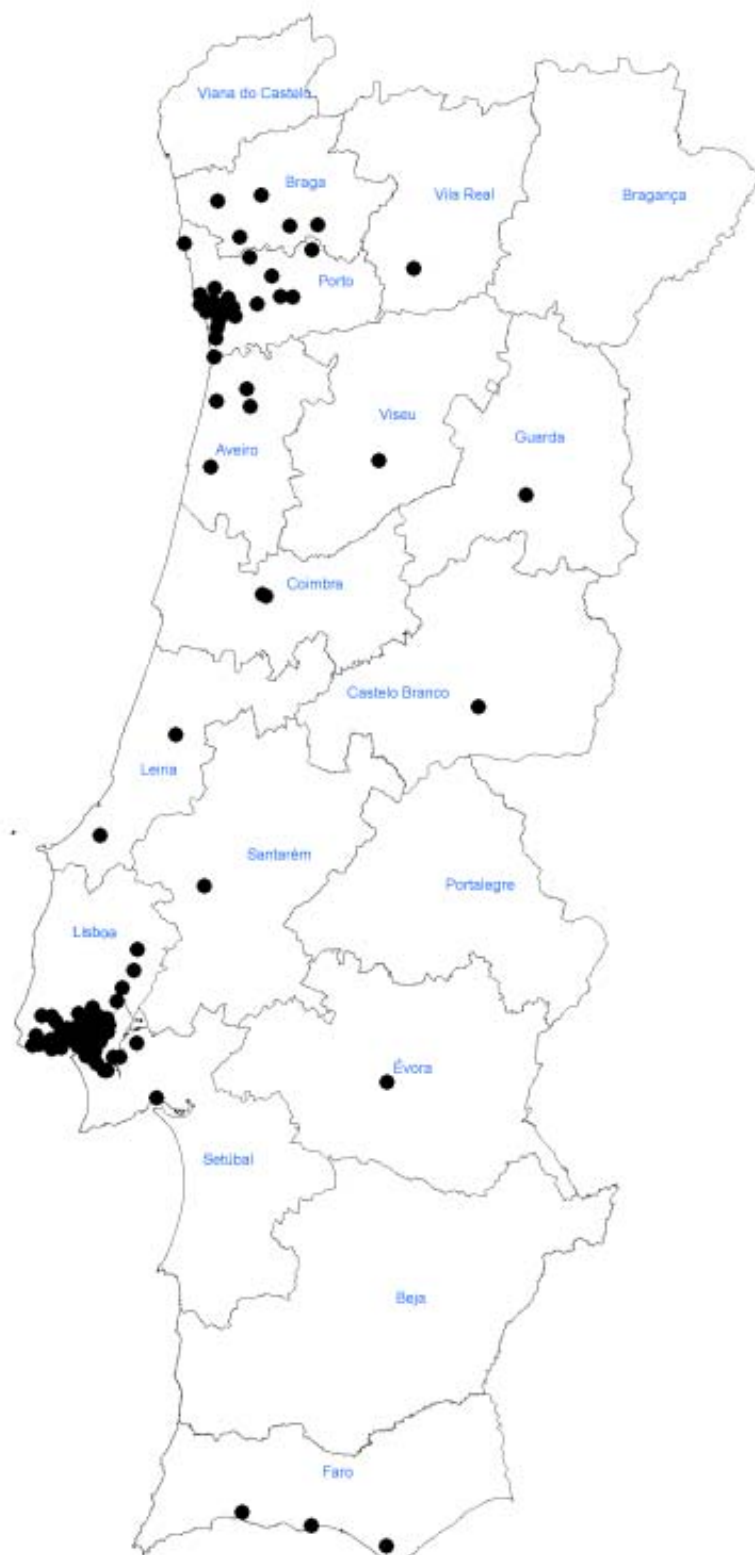 Viana do Castelo
Braga
Vila Real
Bragança
Porto
Viseu
Guarda
Aveiro
Coimbra
Castelo Branco
Leiria
Santarém
Portalegre
Lisboa
Évora
Setúbal
Beja
Faro